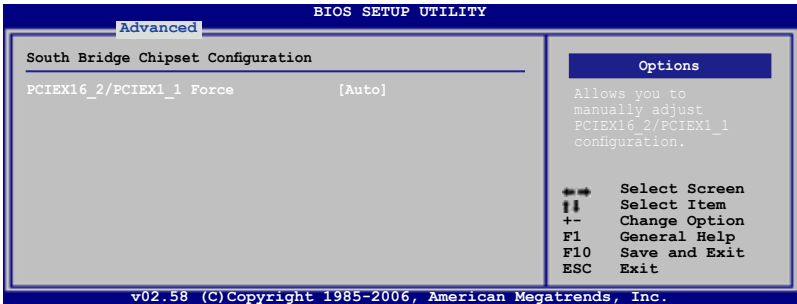 BIOS SETUP UTILITY
Advanced
South Bridge Chipset Configuration
PCIEX16_2/PCIEX1_1 Force [Auto]
Options
Allows you to
manually adjust
PCIEX16_2/PCIEX1_1
configuration.
Select Screen
Select Item
+- Change Option
F1 General Help
F10 Save and Exit
ESC Exit
v02.58 (C)Copyright 1985-2006, American Megatrends, Inc.